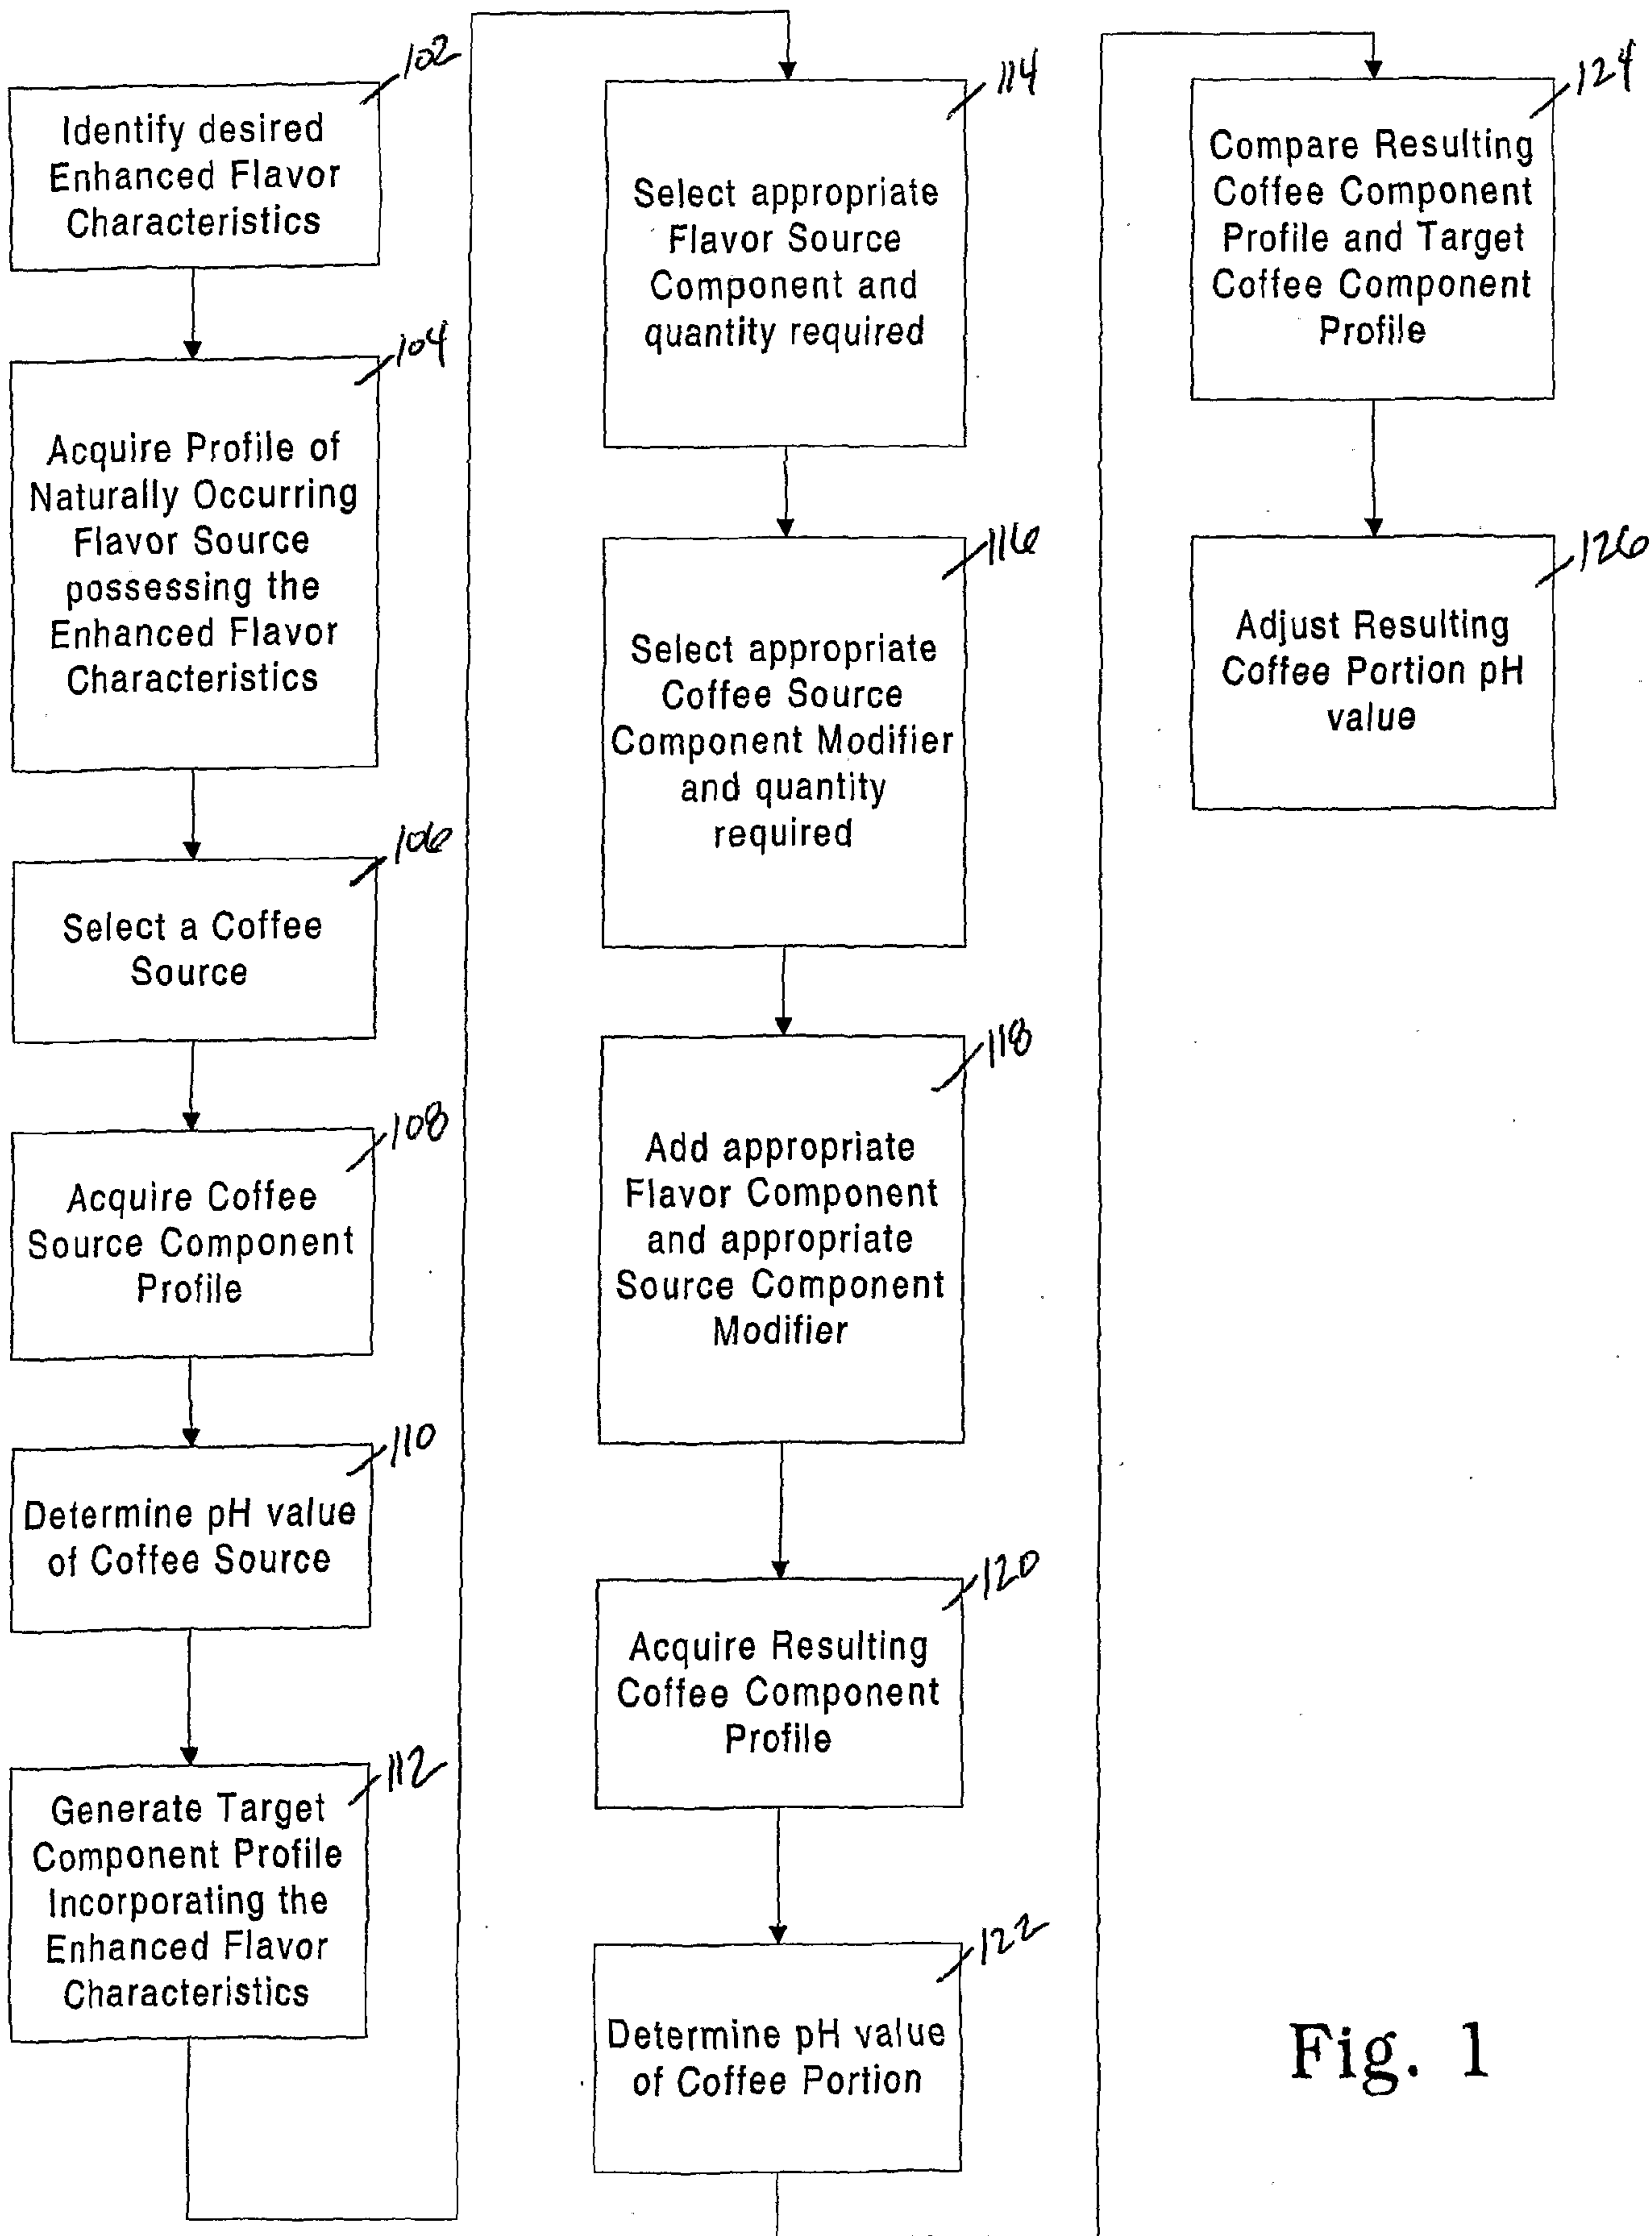 102
Identify desired
Enhanced Flavor
Characteristics
104
Acquire Profile of
Naturally Occurring
Flavor Source
possessing the
Enhanced Flavor
Characteristics
106
Select a Coffee
Source
108
Acquire Coffee
Source Component
Profile
110
Determine pH value
of Coffee Source
112
Generate Target
Component Profile
Incorporating the
Enhanced Flavor
Characteristics
114
Select appropriate
Flavor Source
Component and
quantity required
116
Select appropriate
Coffee Source
Component Modifier
and quantity
required
118
Add appropriate
Flavor Component
and appropriate
Source Component
Modifier
120
Acquire Resulting
Coffee Component
Profile
122
Determine pH value
of Coffee Portion
124
Compare Resulting
Coffee Component
Profile and Target
Coffee Component
Profile
126
Adjust Resulting
Coffee Portion pH
value
Fig. 1